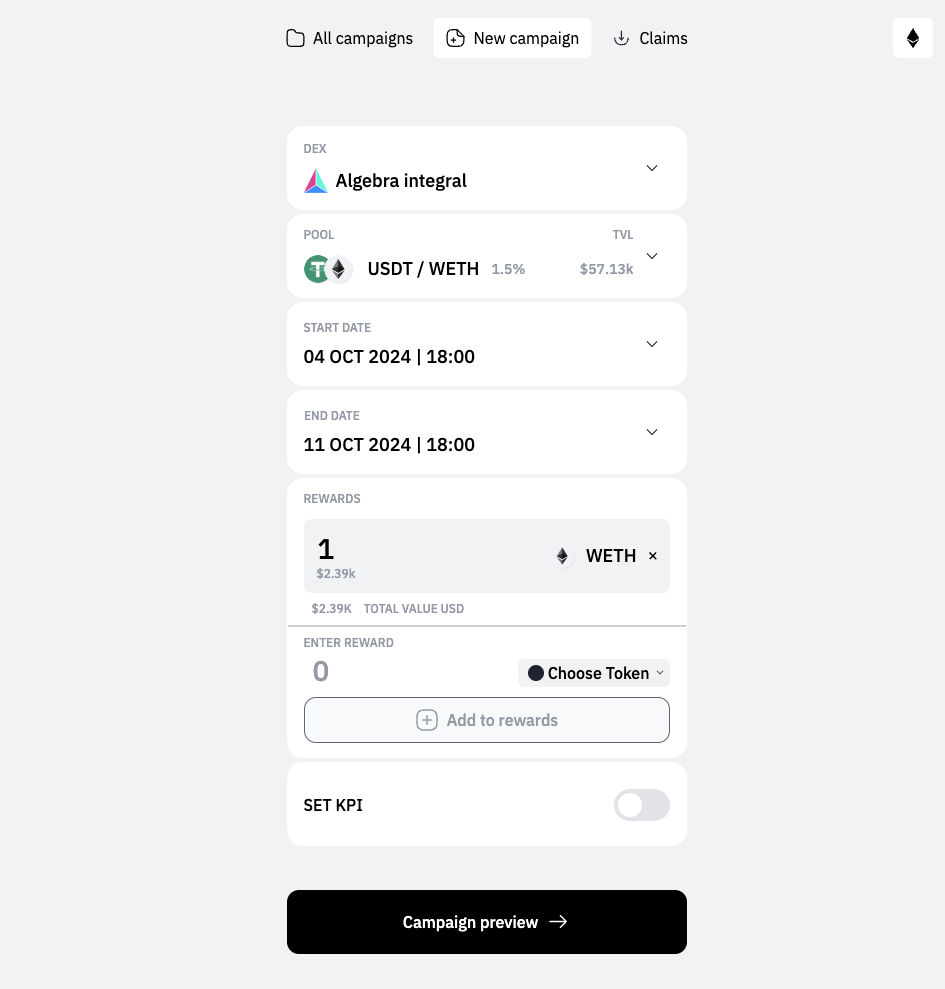 All campaigns
New campaign
Claims
DEX
Algebra integral
POOL
TVL
USDT / WETH 1.5% $57.13k
START DATE
04 OCT 2024 | 18:00
END DATE
11 OCT 2024 | 18:00
REWARDS
1
WETH ×
$2.39k
$2.39K TOTAL VALUE USD
ENTER REWARD
0
Choose Token
Add to rewards
SET KPI
Campaign preview →